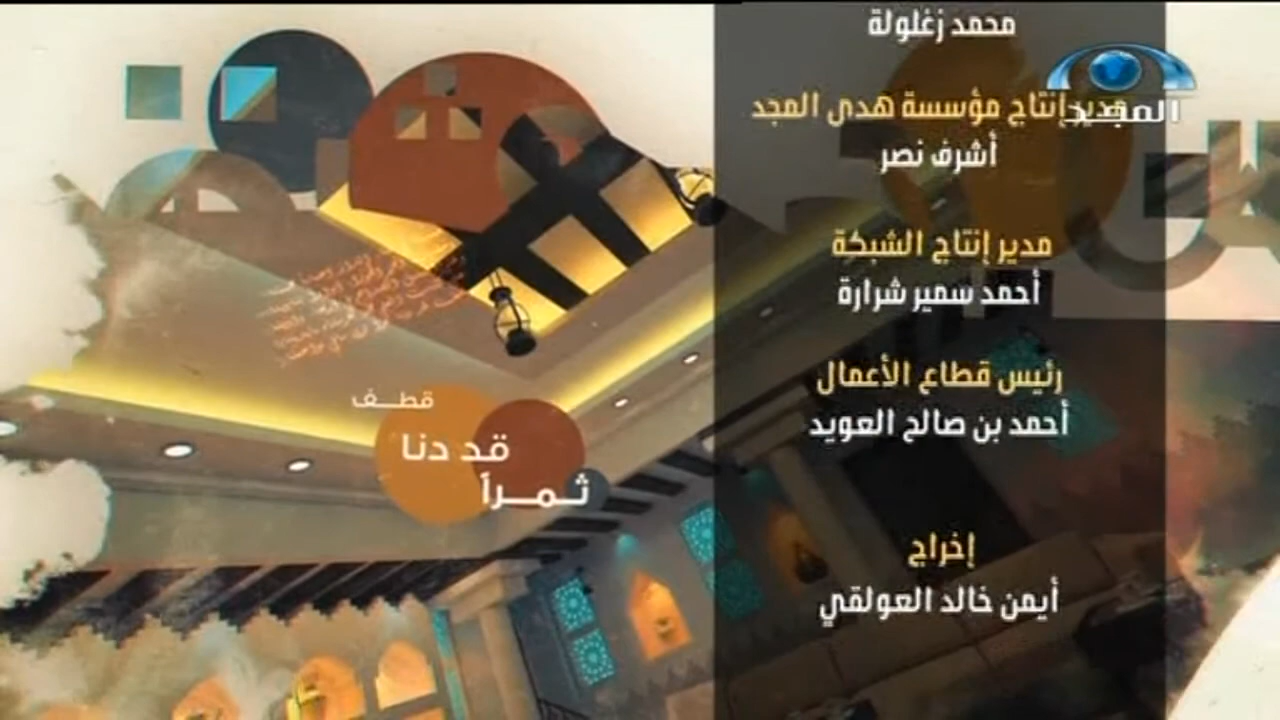 محمد زغلولة
مدير إنتاج مؤسسة هدى المجد
أشرف نصر
مدير إنتاج الشبكة
أحمد سمير شرارة
رئيس قطاع الأعمال
أحمد بن صالح العويد
إخراج
أيمن خالد العولقي
المجد
قطف
قد دنا
ثمراً